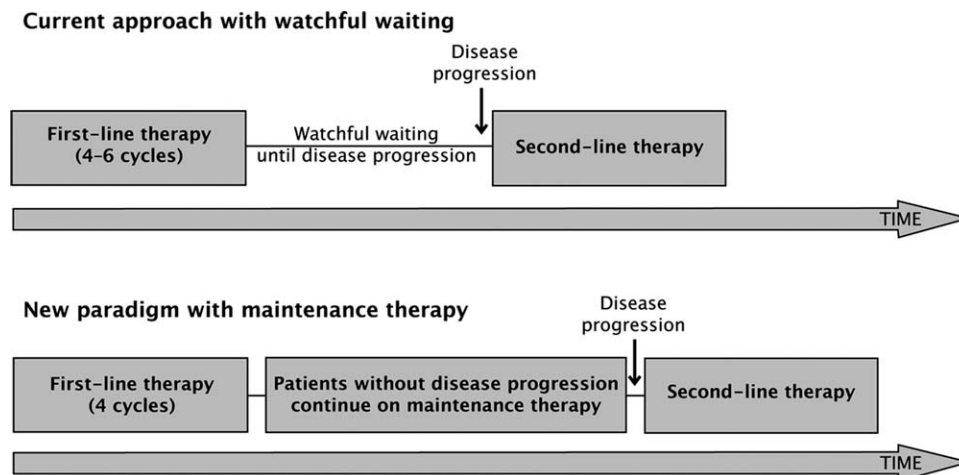 Current approach with watchful waiting
Disease
progression
First-line therapy
(4–6 cycles)
Watchful waiting
until disease progression
Second-line therapy
TIME
New paradigm with maintenance therapy
Disease
progression
First-line therapy
(4 cycles)
Patients without disease progression
continue on maintenance therapy
Second-line therapy
TIME